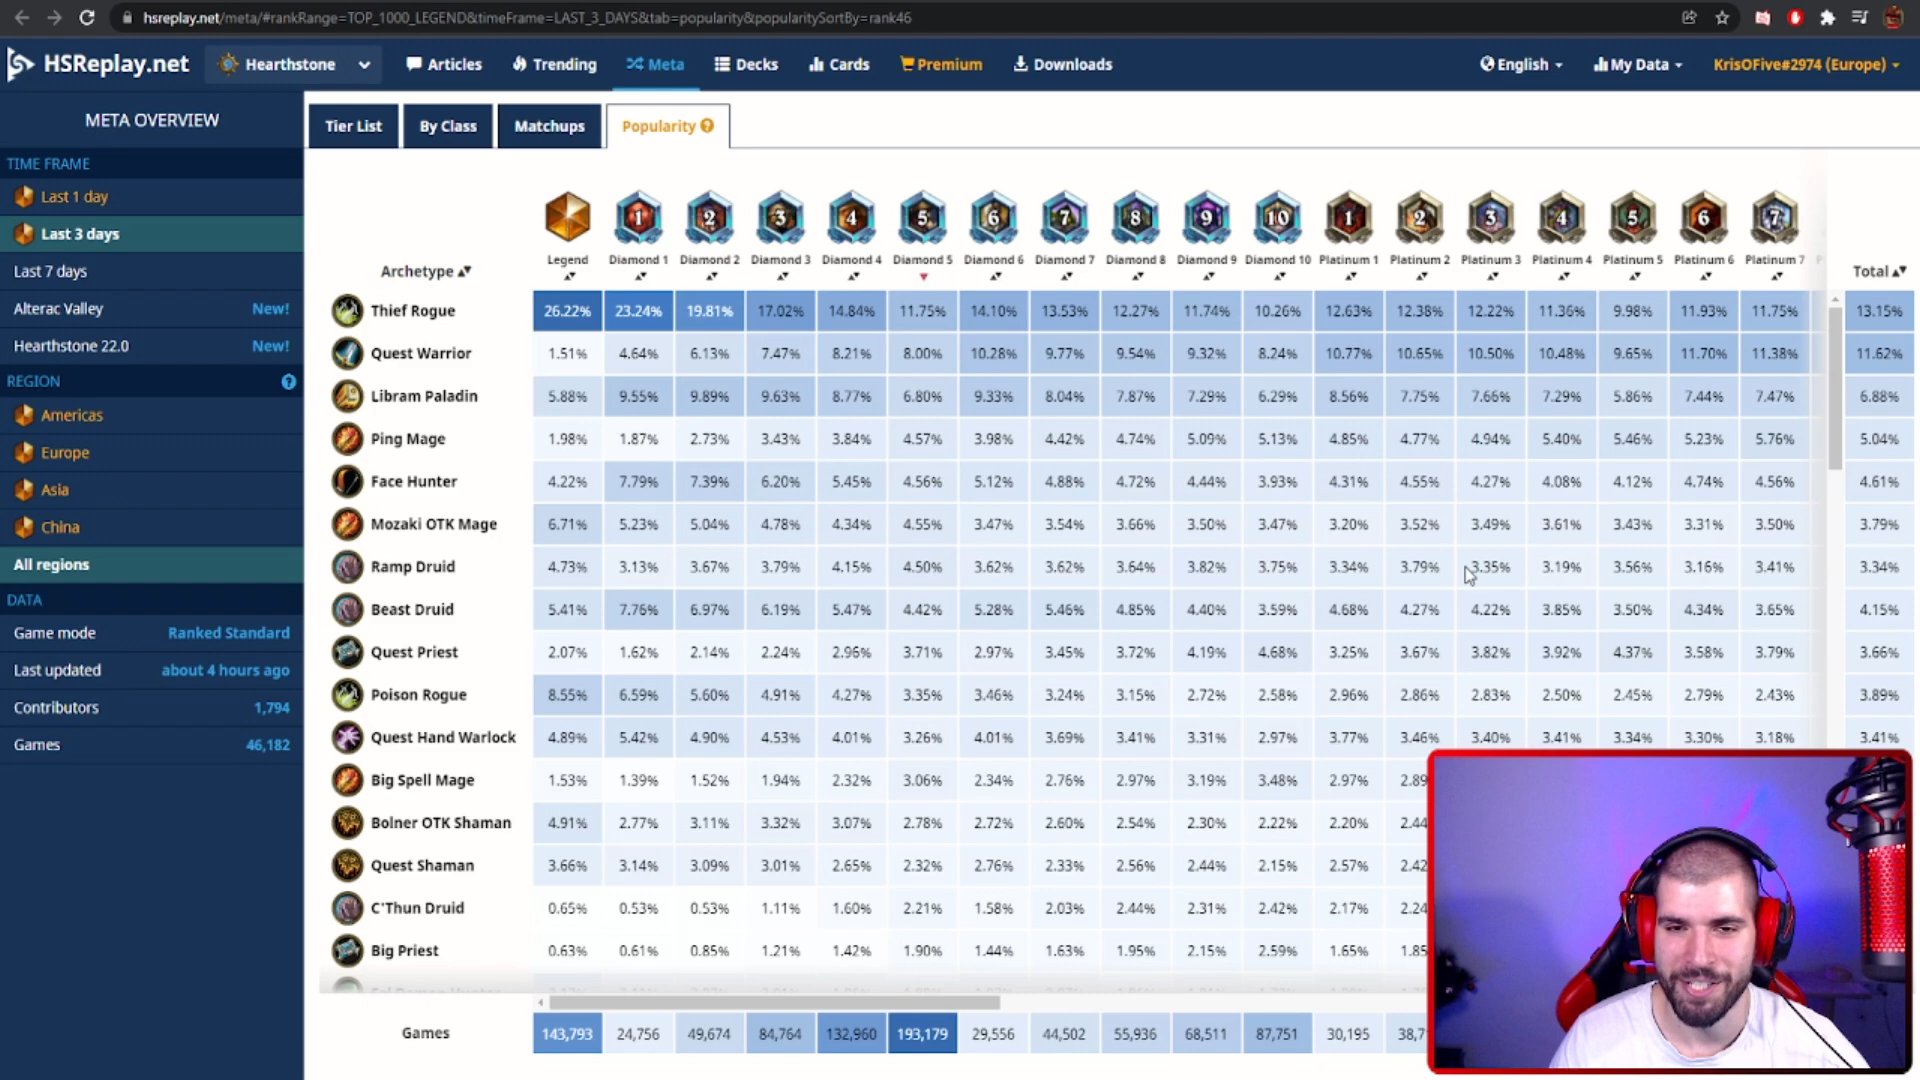 hsreplay.net/meta/#rankRange=TOP_1000_LEGEND&timeFrame=LAST_3_DAYS&tab=popularity&popularitySortBy=rank46
HSReplay.net Hearthstone Articles Trending Meta Decks Cards Premium Downloads English My Data KrisOFive#2974 (Europe)
META OVERVIEW
TIME FRAME
Last 1 day
Last 3 days
Last 7 days
Alterac Valley New!
Hearthstone 22.0 New!
REGION ?
Americas
Europe
Asia
China
All regions
DATA
Game mode Ranked Standard
Last updated about 4 hours ago
Contributors 1,794
Games 46,182
Tier List By Class Matchups Popularity ?
1 2 3 4 5 6 7 8 9 10 1 2 3 4 5 6 7
Archetype Legend Diamond 1 Diamond 2 Diamond 3 Diamond 4 Diamond 5 Diamond 6 Diamond 7 Diamond 8 Diamond 9 Diamond 10 Platinum 1 Platinum 2 Platinum 3 Platinum 4 Platinum 5 Platinum 6 Platinum 7 Total
Thief Rogue 26.22% 23.24% 19.81% 17.02% 14.84% 11.75% 14.10% 13.53% 12.27% 11.74% 10.26% 12.63% 12.38% 12.22% 11.36% 9.98% 11.93% 11.75% 13.15%
Quest Warrior 1.51% 4.64% 6.13% 7.47% 8.21% 8.00% 10.28% 9.77% 9.54% 9.32% 8.24% 10.77% 10.65% 10.50% 10.48% 9.65% 11.70% 11.38% 11.62%
Libram Paladin 5.88% 9.55% 9.89% 9.63% 8.77% 6.80% 9.33% 8.04% 7.87% 7.29% 6.29% 8.56% 7.75% 7.66% 7.29% 5.86% 7.44% 7.47% 6.88%
Ping Mage 1.98% 1.87% 2.73% 3.43% 3.84% 4.57% 3.98% 4.42% 4.74% 5.09% 5.13% 4.85% 4.77% 4.94% 5.40% 5.46% 5.23% 5.76% 5.04%
Face Hunter 4.22% 7.79% 7.39% 6.20% 5.45% 4.56% 5.12% 4.88% 4.72% 4.44% 3.93% 4.31% 4.55% 4.27% 4.08% 4.12% 4.74% 4.56% 4.61%
Mozaki OTK Mage 6.71% 5.23% 5.04% 4.78% 4.34% 4.55% 3.47% 3.54% 3.66% 3.50% 3.47% 3.20% 3.52% 3.49% 3.61% 3.43% 3.31% 3.50% 3.79%
Ramp Druid 4.73% 3.13% 3.67% 3.79% 4.15% 4.50% 3.62% 3.62% 3.64% 3.82% 3.75% 3.34% 3.79% 3.35% 3.19% 3.56% 3.16% 3.41% 3.34%
Beast Druid 5.41% 7.76% 6.97% 6.19% 5.47% 4.42% 5.28% 5.46% 4.85% 4.40% 3.59% 4.68% 4.27% 4.22% 3.85% 3.50% 4.34% 3.65% 4.15%
Quest Priest 2.07% 1.62% 2.14% 2.24% 2.96% 3.71% 2.97% 3.45% 3.72% 4.19% 4.68% 3.25% 3.67% 3.82% 3.92% 4.37% 3.58% 3.79% 3.66%
Poison Rogue 8.55% 6.59% 5.60% 4.91% 4.27% 3.35% 3.46% 3.24% 3.15% 2.72% 2.58% 2.96% 2.86% 2.83% 2.50% 2.45% 2.79% 2.43% 3.89%
Quest Hand Warlock 4.89% 5.42% 4.90% 4.53% 4.01% 3.26% 4.01% 3.69% 3.41% 3.31% 2.97% 3.77% 3.46% 3.40% 3.41% 3.34% 3.30% 3.18% 3.41%
Big Spell Mage 1.53% 1.39% 1.52% 1.94% 2.32% 3.06% 2.34% 2.76% 2.97% 3.19% 3.48% 2.97% 2.89
Bolner OTK Shaman 4.91% 2.77% 3.11% 3.32% 3.07% 2.78% 2.72% 2.60% 2.54% 2.30% 2.22% 2.20% 2.44
Quest Shaman 3.66% 3.14% 3.09% 3.01% 2.65% 2.32% 2.76% 2.33% 2.56% 2.44% 2.15% 2.57% 2.42
C'Thun Druid 0.65% 0.53% 0.53% 1.11% 1.60% 2.21% 1.58% 2.03% 2.44% 2.31% 2.42% 2.17% 2.24
Big Priest 0.63% 0.61% 0.85% 1.21% 1.42% 1.90% 1.44% 1.63% 1.95% 2.15% 2.59% 1.65% 1.85
Games 143,793 24,756 49,674 84,764 132,960 193,179 29,556 44,502 55,936 68,511 87,751 30,195 38,7